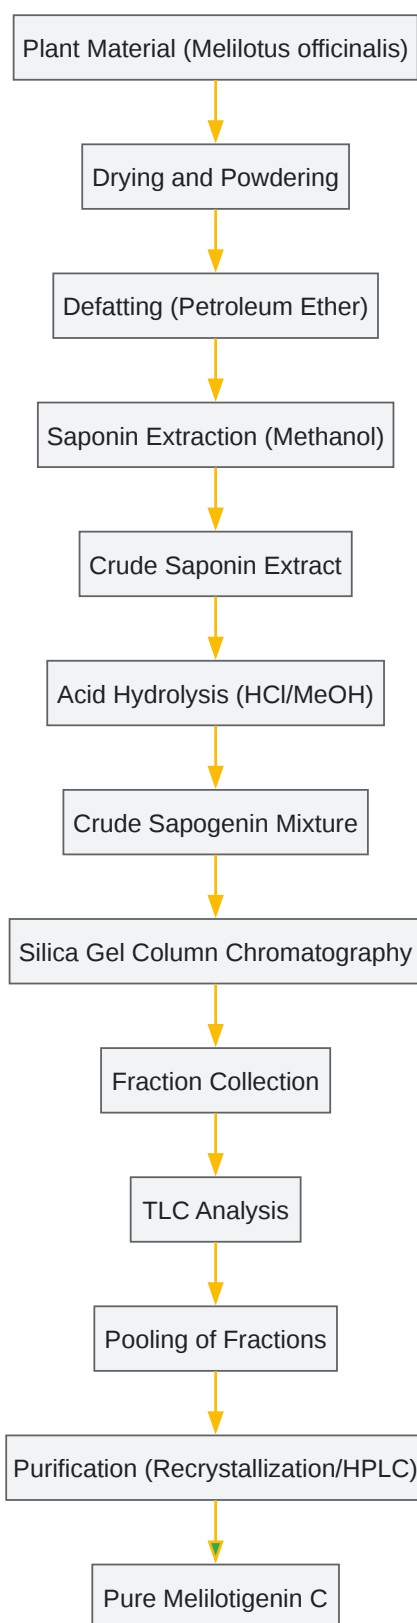 Plant Material (Melilotus officinalis)
Drying and Powdering
Defatting (Petroleum Ether)
Saponin Extraction (Methanol)
Crude Saponin Extract
Acid Hydrolysis (HCl/MeOH)
Crude Sapogenin Mixture
Silica Gel Column Chromatography
Fraction Collection
TLC Analysis
Pooling of Fractions
Purification (Recrystallization/HPLC)
Pure Melilotigenin C